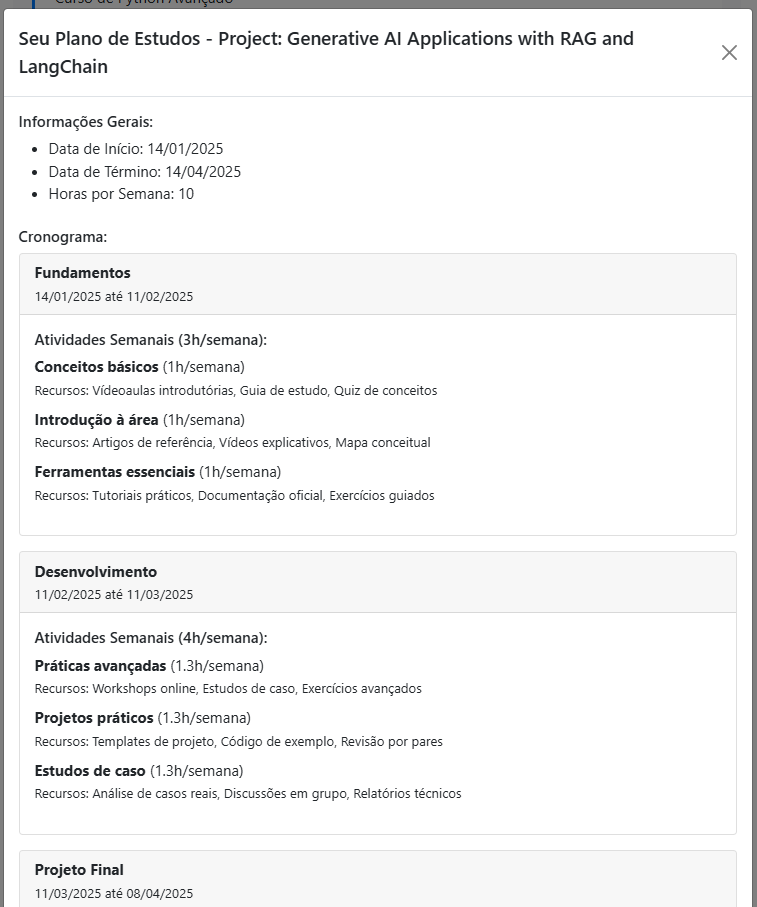 Curso de Python Avançado
Seu Plano de Estudos - Project: Generative AI Applications with RAG and
LangChain
Informações Gerais:
Data de Início: 14/01/2025
Data de Término: 14/04/2025
Horas por Semana: 10
Cronograma:
Fundamentos
14/01/2025 até 11/02/2025
Atividades Semanais (3h/semana):
Conceitos básicos (1h/semana)
Recursos: Vídeoaulas introdutórias, Guia de estudo, Quiz de conceitos
Introdução à área (1h/semana)
Recursos: Artigos de referência, Vídeos explicativos, Mapa conceitual
Ferramentas essenciais (1h/semana)
Recursos: Tutoriais práticos, Documentação oficial, Exercícios guiados
Desenvolvimento
11/02/2025 até 11/03/2025
Atividades Semanais (4h/semana):
Práticas avançadas (1.3h/semana)
Recursos: Workshops online, Estudos de caso, Exercícios avançados
Projetos práticos (1.3h/semana)
Recursos: Templates de projeto, Código de exemplo, Revisão por pares
Estudos de caso (1.3h/semana)
Recursos: Análise de casos reais, Discussões em grupo, Relatórios técnicos
Projeto Final
11/03/2025 até 08/04/2025